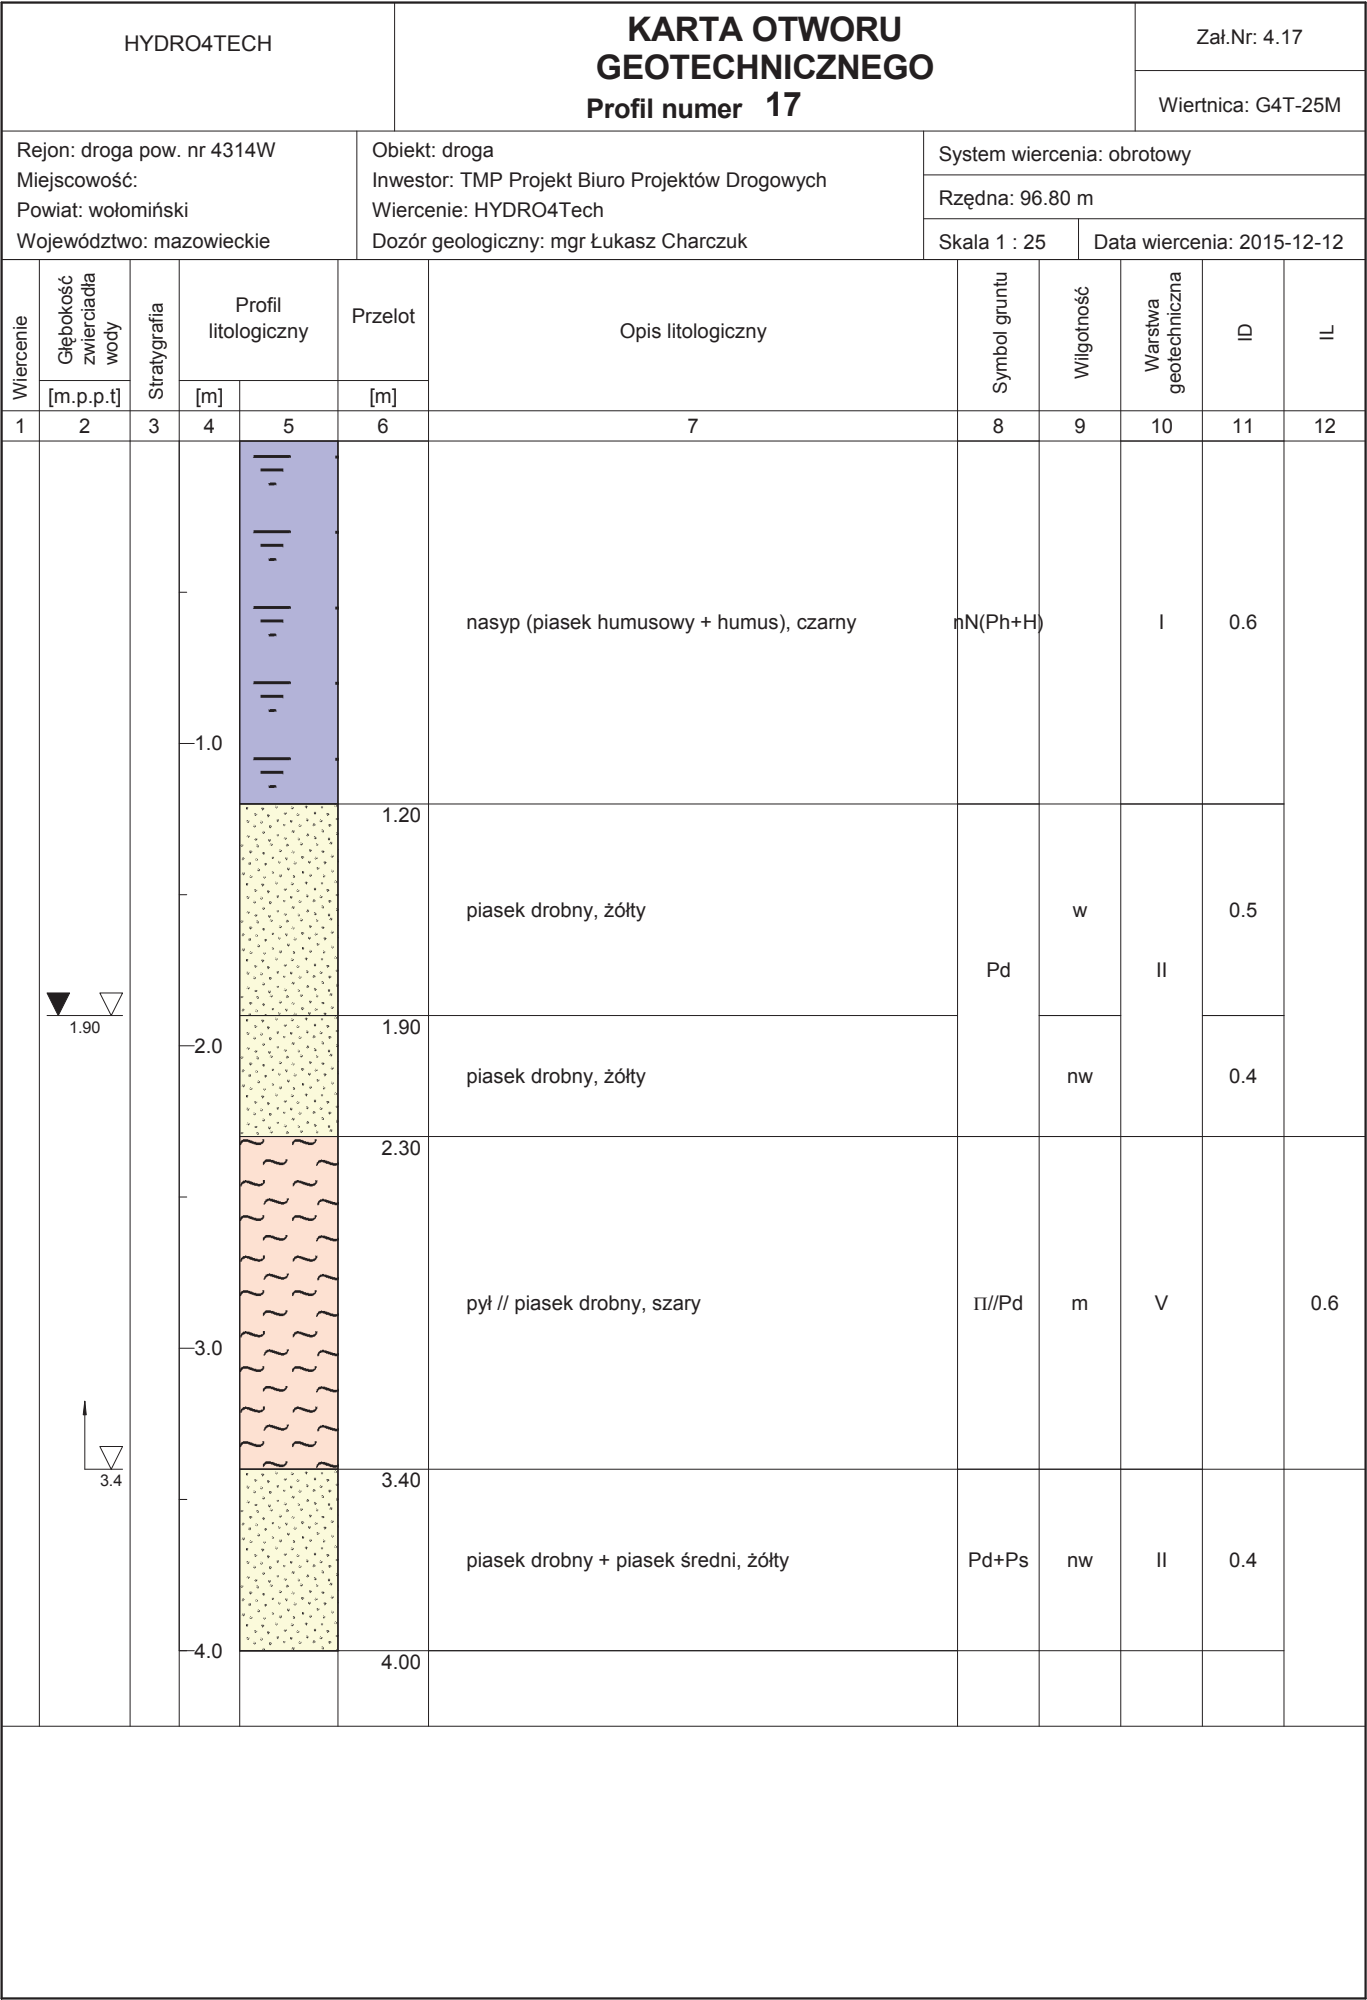 HYDRO4TECH
KARTA OTWORU
GEOTECHNICZNEGO
Profil numer 17
Zał.Nr: 4.17
Wiertnica: G4T-25M
Rejon: droga pow. nr 4314W
Miejscowość:
Powiat: wołomiński
Województwo: mazowieckie
Obiekt: droga
Inwestor: TMP Projekt Biuro Projektów Drogowych
Wiercenie: HYDRO4Tech
Dozór geologiczny: mgr Łukasz Charczuk
System wiercenia: obrotowy
Rzędna: 96.80 m
Skala 1 : 25
Data wiercenia: 2015-12-12
Wiercenie
Głębokość
zwierciadła
wody
[m.p.p.t]
Stratygrafia
Profil
litologiczny
[m]
Przelot
[m]
Opis litologiczny
Symbol gruntu
Wilgotność
Warstwa
geotechniczna
ID
IL
1 2 3 4 5 6 7 8 9 10 11 12
nasyp (piasek humusowy + humus), czarny nN(Ph+H) I 0.6
1.0
1.20
piasek drobny, żółty w 0.5
Pd II
1.90
1.90
2.0
piasek drobny, żółty nw 0.4
2.30
pył // piasek drobny, szary Π//Pd m V 0.6
3.0
3.4
3.40
piasek drobny + piasek średni, żółty Pd+Ps nw II 0.4
4.0
4.00